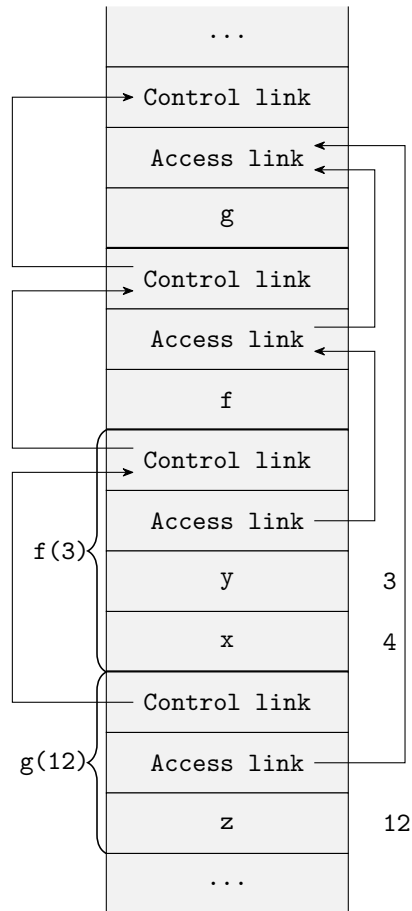 ...
Control link
Access link
g
Control link
Access link
f
Control link
Access link
f(3)
y 3
x 4
Control link
g(12) Access link
z 12
...